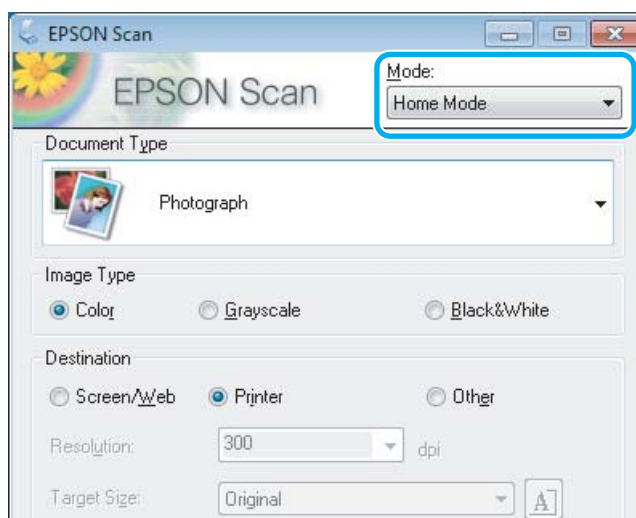 EPSON Scan
EPSON Scan
Mode:
Home Mode
Document Type
Photograph
Image Type
Color Grayscale Black&White
Destination
Screen/Web Printer Other
Resolution: 300 dpi
Target Size: Original A